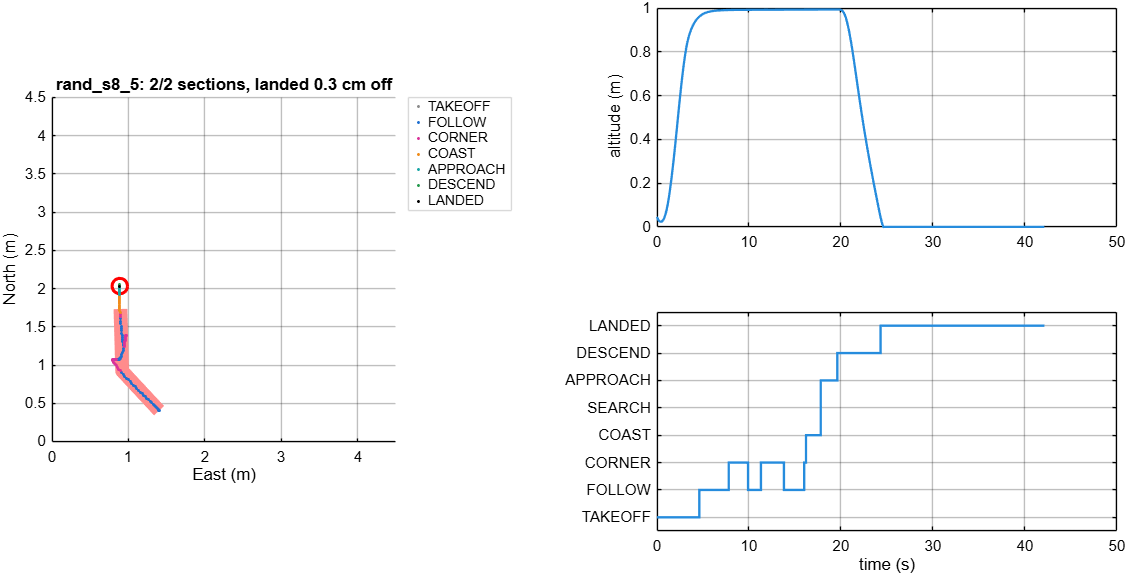 rand_s8_5: 2/2 sections, landed 0.3 cm off
4.5
4
3.5
3
2.5
2
1.5
1
0.5
0
0
1
2
3
4
North (m)
East (m)
TAKEOFF
FOLLOW
CORNER
COAST
APPROACH
DESCEND
LANDED
1
0.8
0.6
0.4
0.2
0
altitude (m)
0
10
20
30
40
50
LANDED
DESCEND
APPROACH
SEARCH
COAST
CORNER
FOLLOW
TAKEOFF
0
10
20
30
40
50
time (s)